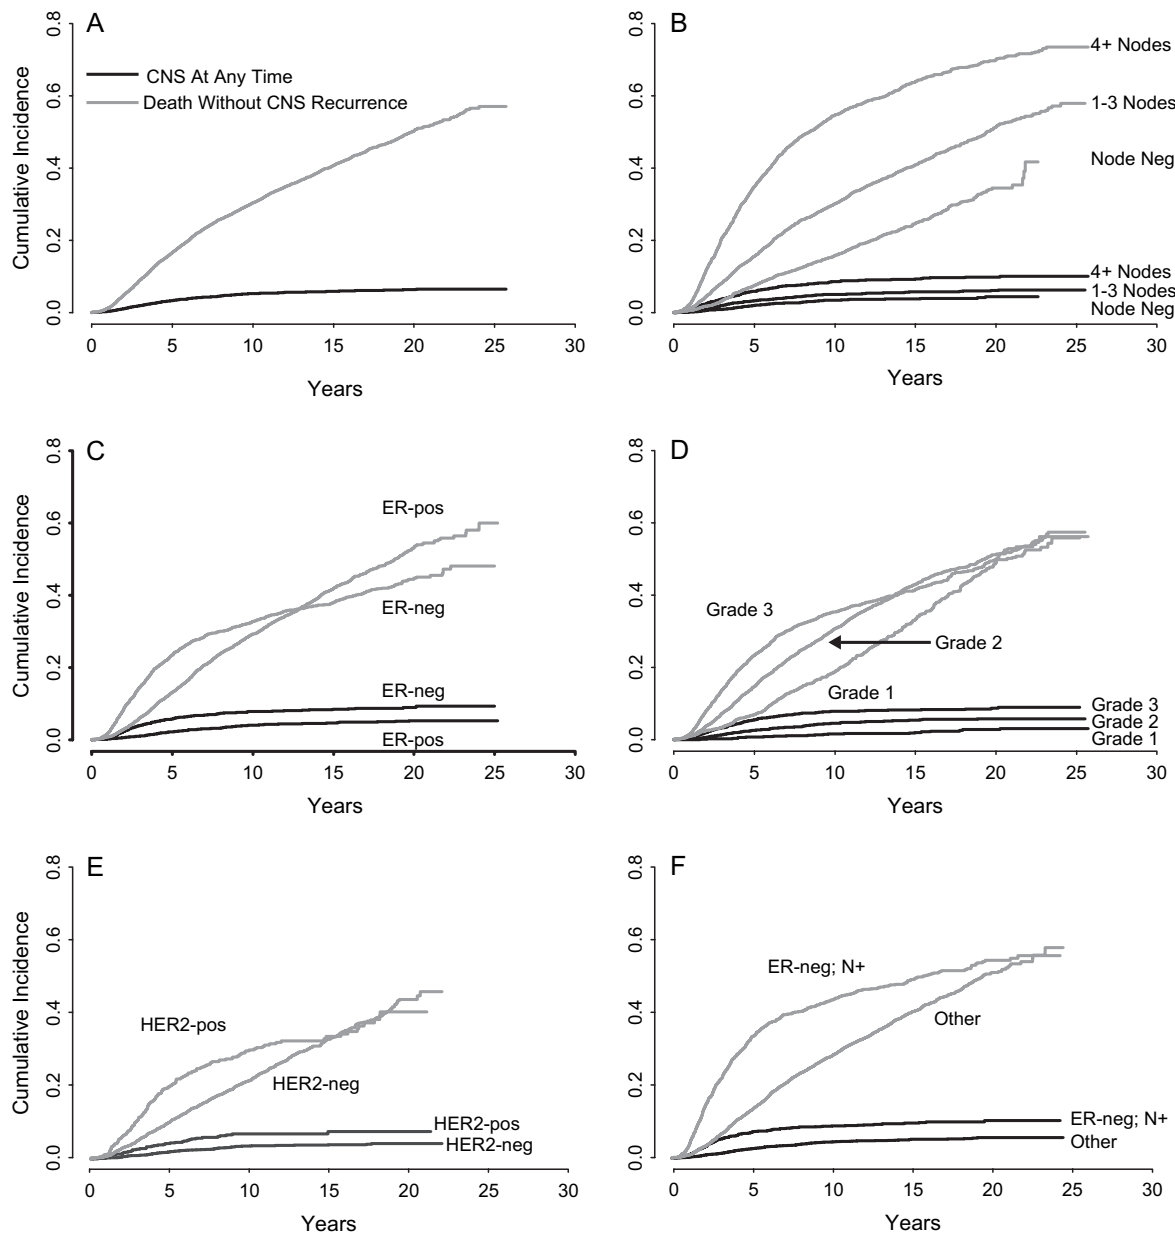 A
CNS At Any Time
Death Without CNS Recurrence
Cumulative Incidence
0.0 0.2 0.4 0.6 0.8
0 5 10 15 20 25 30
Years
B
4+ Nodes
1-3 Nodes
Node Neg
4+ Nodes
1-3 Nodes
Node Neg
0.0 0.2 0.4 0.6 0.8
0 5 10 15 20 25 30
Years
C
ER-pos
ER-neg
ER-neg
ER-pos
Cumulative Incidence
0.0 0.2 0.4 0.6 0.8
0 5 10 15 20 25 30
Years
D
Grade 3
Grade 2
Grade 1
Grade 3
Grade 2
Grade 1
0.0 0.2 0.4 0.6 0.8
0 5 10 15 20 25 30
Years
E
HER2-pos
HER2-neg
HER2-pos
HER2-neg
Cumulative Incidence
0.0 0.2 0.4 0.6 0.8
0 5 10 15 20 25 30
Years
F
ER-neg; N+
Other
ER-neg; N+
Other
0.0 0.2 0.4 0.6 0.8
0 5 10 15 20 25 30
Years